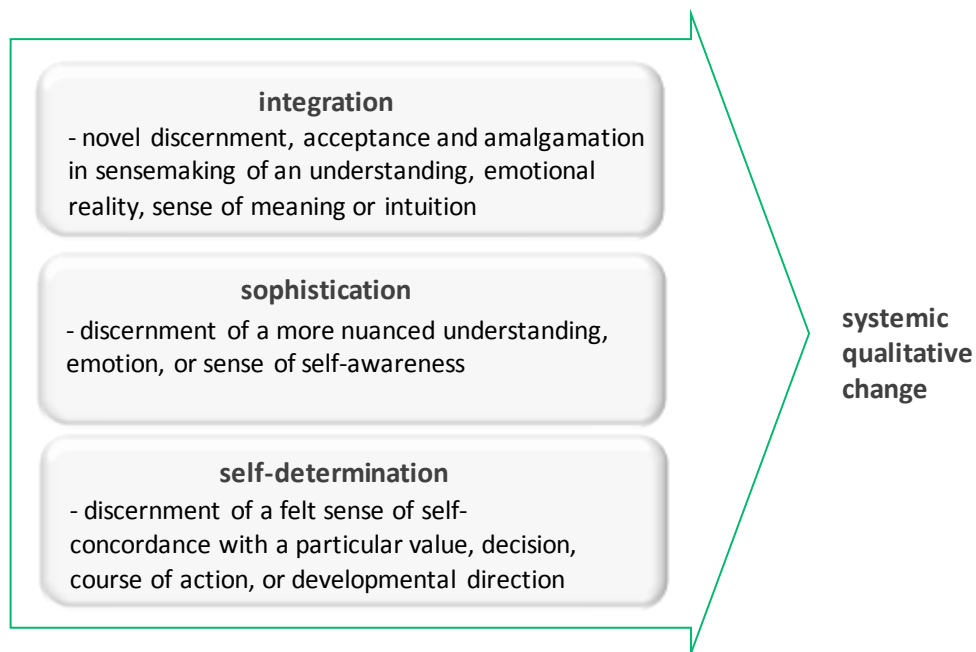 integration
- novel discernment, acceptance and amalgamation
in sensemaking of an understanding, emotional
reality, sense of meaning or intuition
sophistication
- discernment of a more nuanced understanding,
emotion, or sense of self-awareness
self-determination
- discernment of a felt sense of self-
concordance with a particular value, decision,
course of action, or developmental direction
systemic
qualitative
change